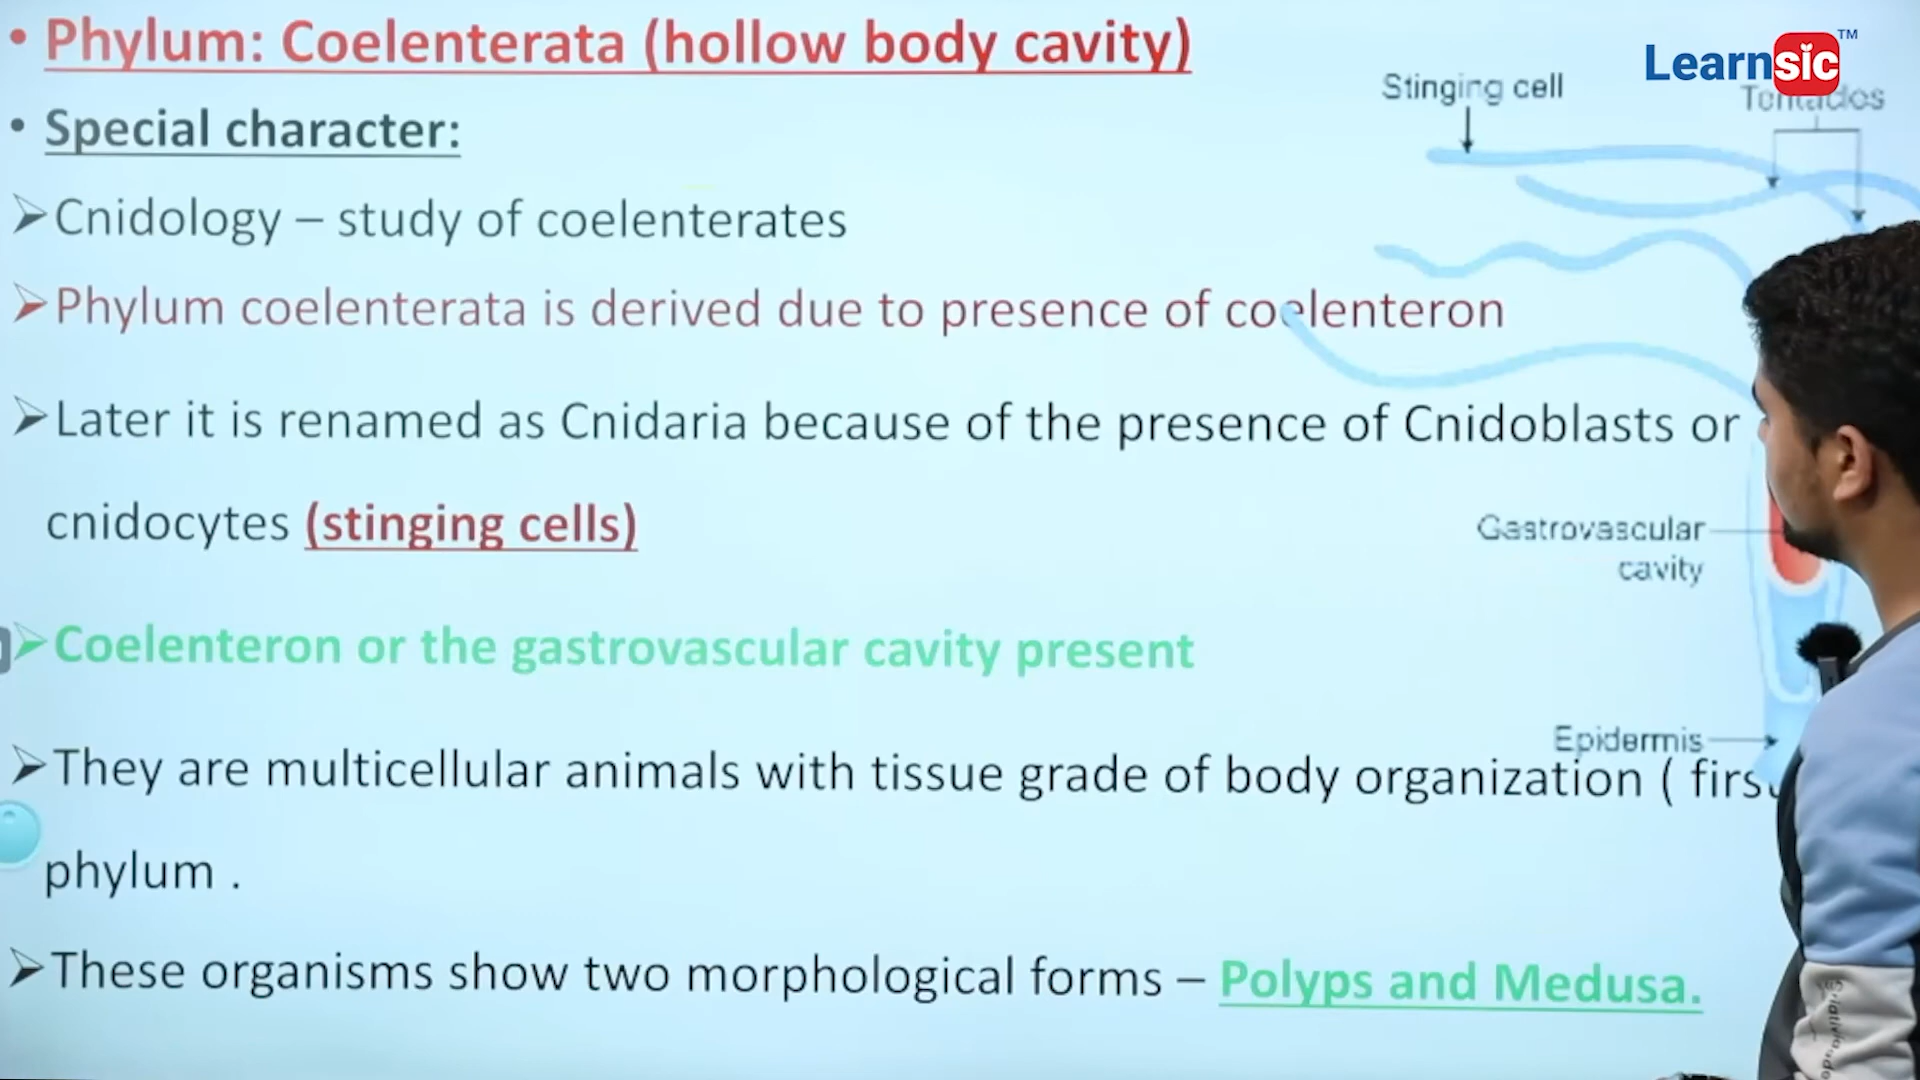 • Phylum: Coelenterata (hollow body cavity)
LearnSIC™
Stinging cell
Tentacles
• Special character:
➢Cnidology – study of coelenterates
➢Phylum coelenterata is derived due to presence of coelenteron
➢Later it is renamed as Cnidaria because of the presence of Cnidoblasts or
cnidocytes (stinging cells)
Gastrovascular
cavity
➢Coelenteron or the gastrovascular cavity present
Epidermis
➢They are multicellular animals with tissue grade of body organization ( first
phylum .
➢These organisms show two morphological forms – Polyps and Medusa.